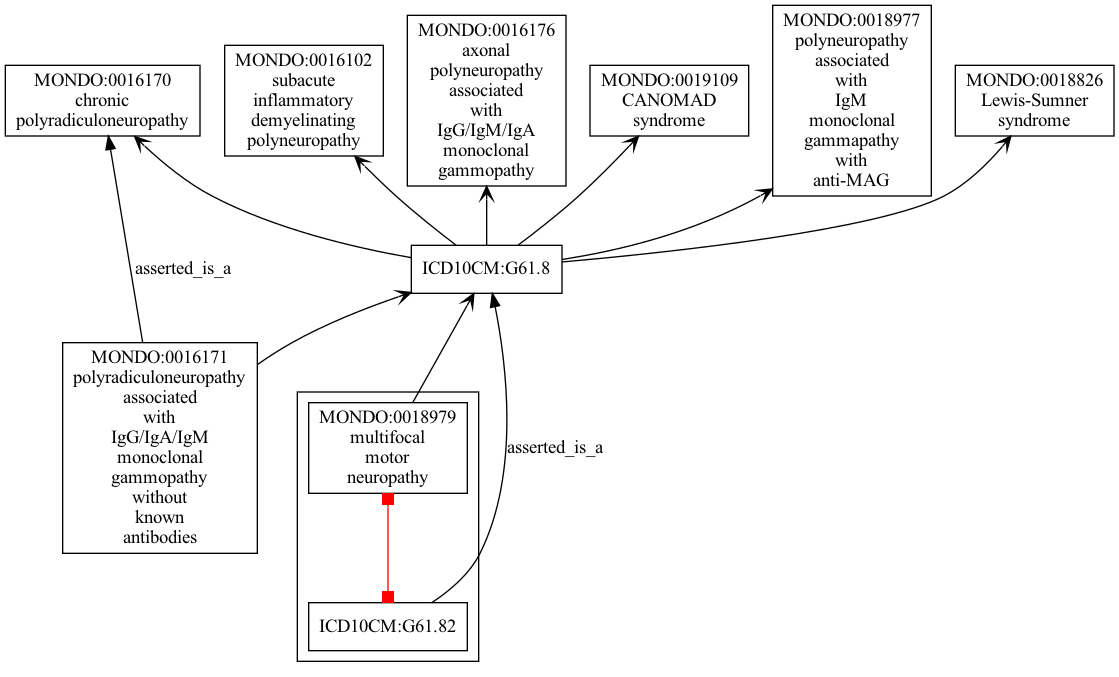 MONDO:0016170
chronic
polyradiculoneuropathy
MONDO:0016102
subacute
inflammatory
demyelinating
polyneuropathy
MONDO:0016176
axonal
polyneuropathy
associated
with
IgG/IgM/IgA
monoclonal
gammopathy
MONDO:0019109
CANOMAD
syndrome
MONDO:0018977
polyneuropathy
associated
with
IgM
monoclonal
gammapathy
with
anti-MAG
MONDO:0018826
Lewis-Sumner
syndrome
asserted_is_a
ICD10CM:G61.8
MONDO:0016171
polyradiculoneuropathy
associated
with
IgG/IgA/IgM
monoclonal
gammopathy
without
known
antibodies
MONDO:0018979
multifocal
motor
neuropathy
asserted_is_a
ICD10CM:G61.82